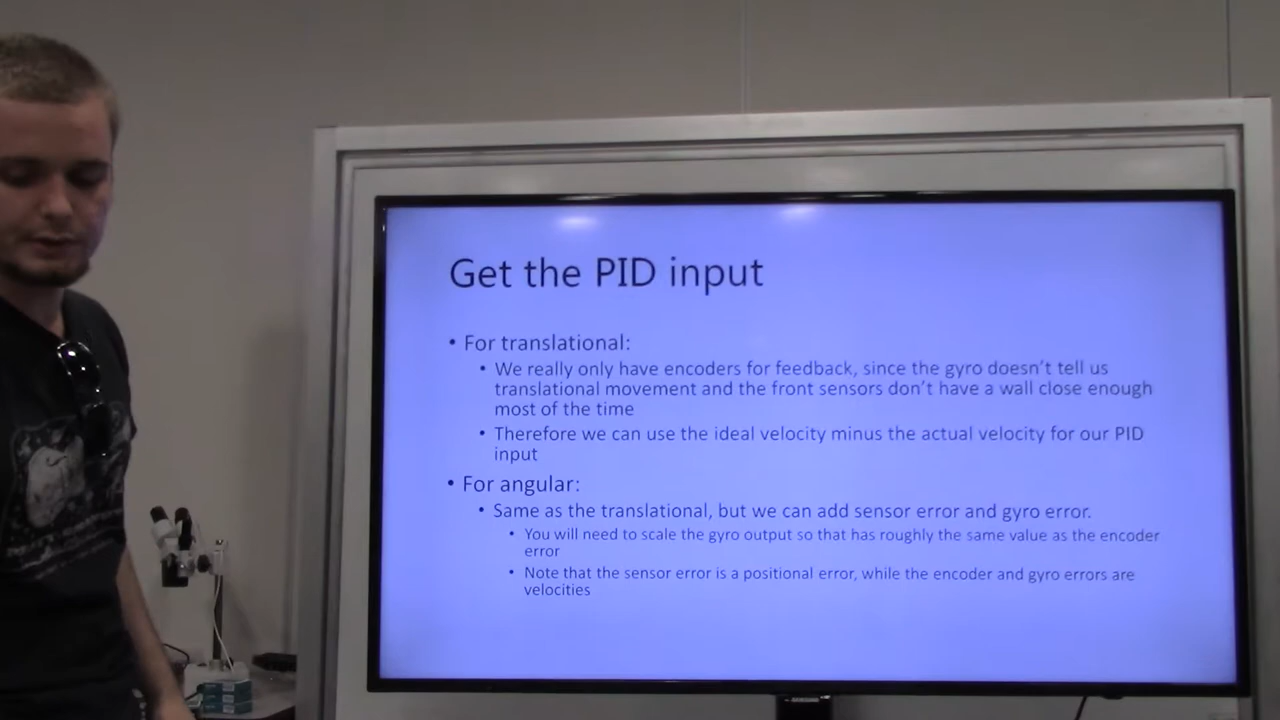 Get the PID input
• For translational:
• We really only have encoders for feedback, since the gyro doesn't tell us
translational movement and the front sensors don't have a wall close enough
most of the time
• Therefore we can use the ideal velocity minus the actual velocity for our PID
input
• For angular:
• Same as the translational, but we can add sensor error and gyro error.
• You will need to scale the gyro output so that has roughly the same value as the encoder
error
• Note that the sensor error is a positional error, while the encoder and gyro errors are
velocities